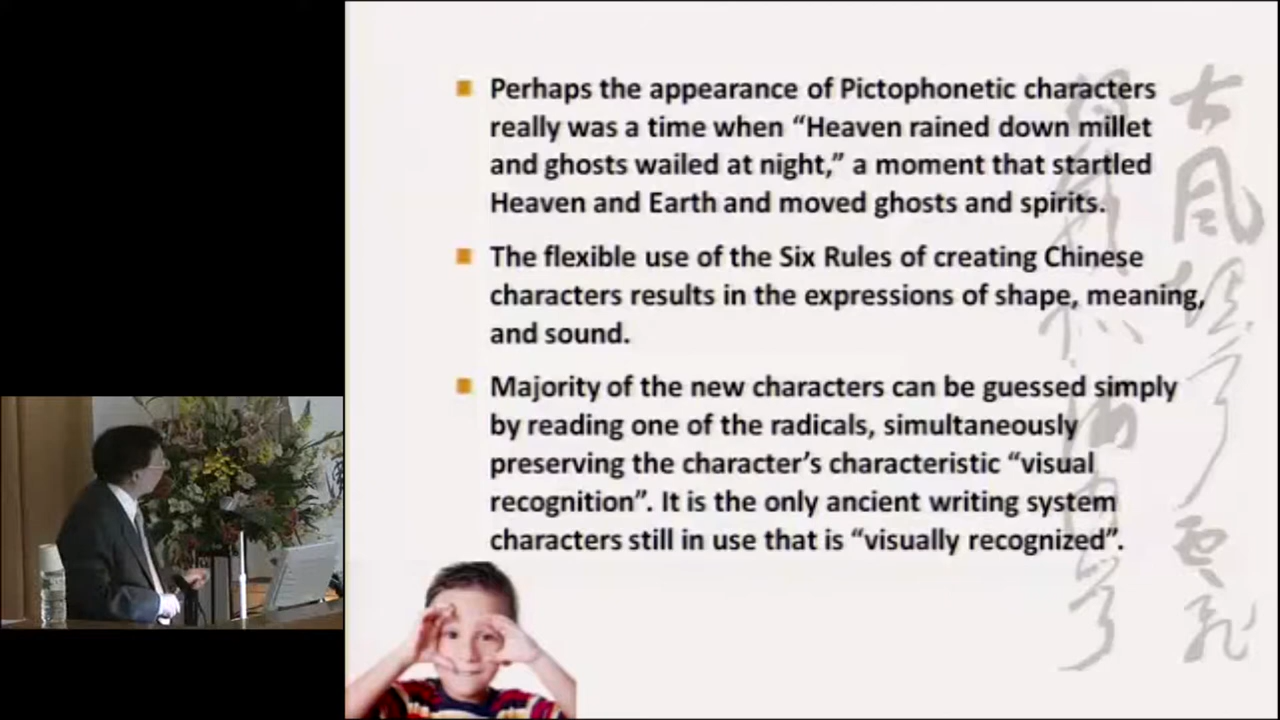 Perhaps the appearance of Pictophonetic characters
really was a time when “Heaven rained down millet
and ghosts wailed at night,” a moment that startled
Heaven and Earth and moved ghosts and spirits.
The flexible use of the Six Rules of creating Chinese
characters results in the expressions of shape, meaning,
and sound.
Majority of the new characters can be guessed simply
by reading one of the radicals, simultaneously
preserving the character’s characteristic “visual
recognition”. It is the only ancient writing system
characters still in use that is “visually recognized”.